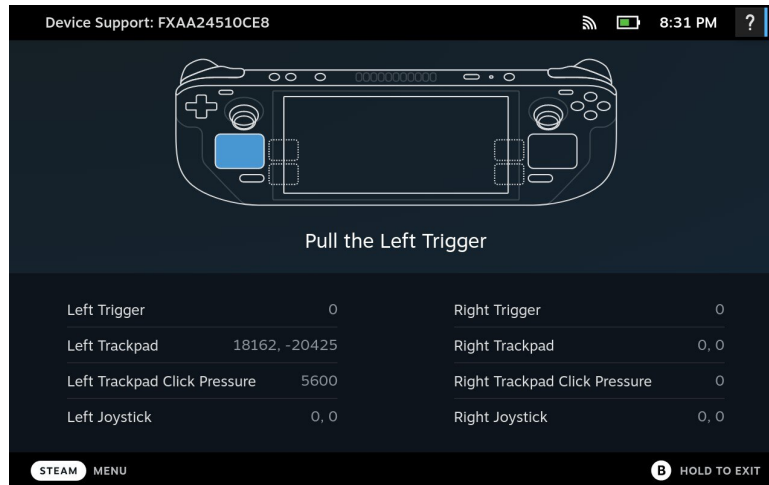 Device Support: FXAA24510CE8 8:31 PM ?
Pull the Left Trigger
Left Trigger 0
Left Trackpad 18162, -20425
Left Trackpad Click Pressure 5600
Left Joystick 0, 0
Right Trigger 0
Right Trackpad 0, 0
Right Trackpad Click Pressure 0
Right Joystick 0, 0
STEAM MENU B HOLD TO EXIT